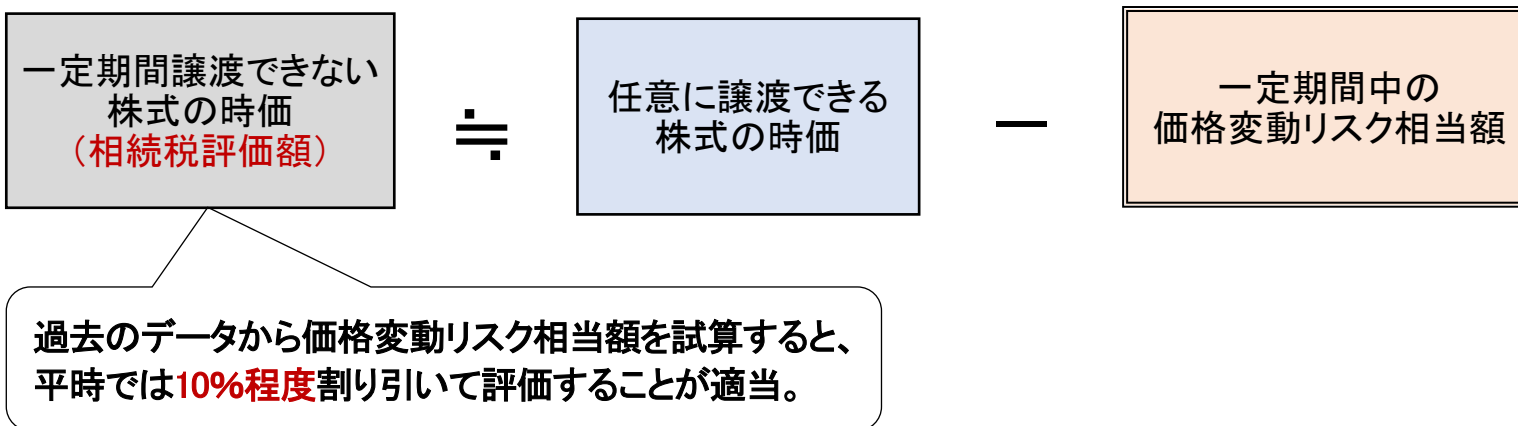 一定期間譲渡できない
株式の時価
（相続税評価額）
≒
任意に譲渡できる
株式の時価
－
一定期間中の
価格変動リスク相当額
過去のデータから価格変動リスク相当額を試算すると、
平時では10%程度割り引いて評価することが適当。